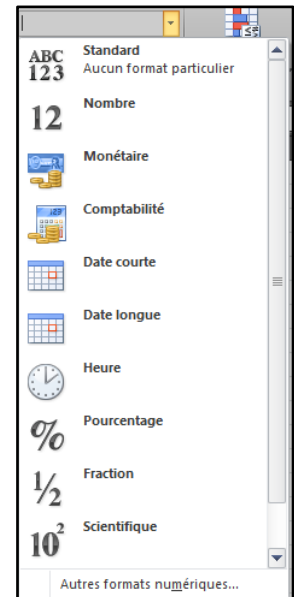 ABC
123
Standard
Aucun format particulier
12
Nombre
Monétaire
Comptabilité
Date courte
Date longue
Heure
%
Pourcentage
1/2
Fraction
10²
Scientifique
Autres formats numériques...